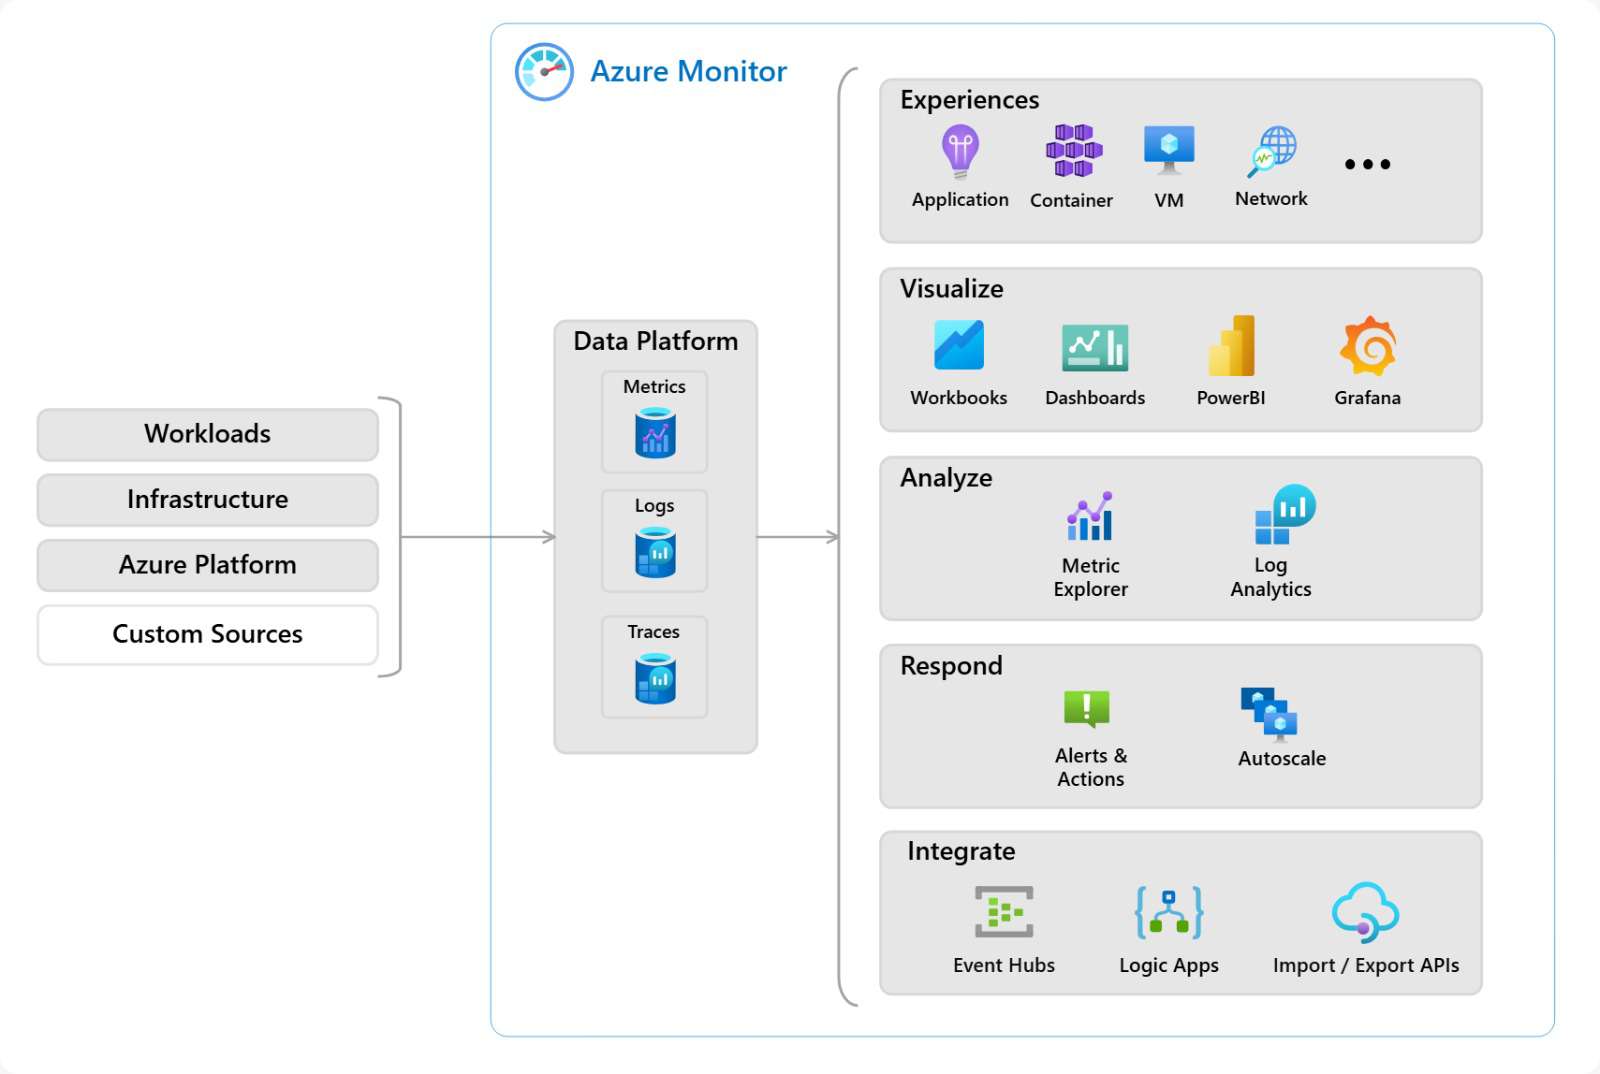 Azure Monitor
Workloads
Infrastructure
Azure Platform
Custom Sources
Data Platform
Metrics
Logs
Traces
Experiences
Application
Container
VM
Network
...
Visualize
Workbooks
Dashboards
PowerBI
Grafana
Analyze
Metric
Explorer
Log
Analytics
Respond
Alerts &
Actions
Autoscale
Integrate
Event Hubs
Logic Apps
Import / Export APIs